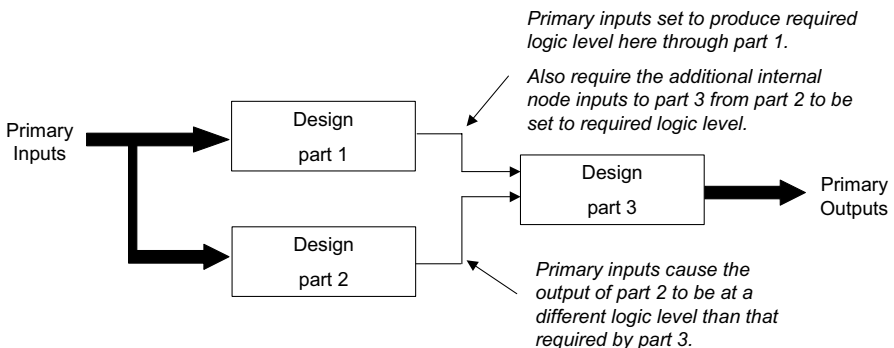 Primary inputs set to produce required
logic level here through part 1.
Also require the additional internal
node inputs to part 3 from part 2 to be
set to required logic level.
Primary
Inputs
Design
part 1
Design
part 3
Primary
Outputs
Design
part 2
Primary inputs cause the
output of part 2 to be at a
different logic level than that
required by part 3.